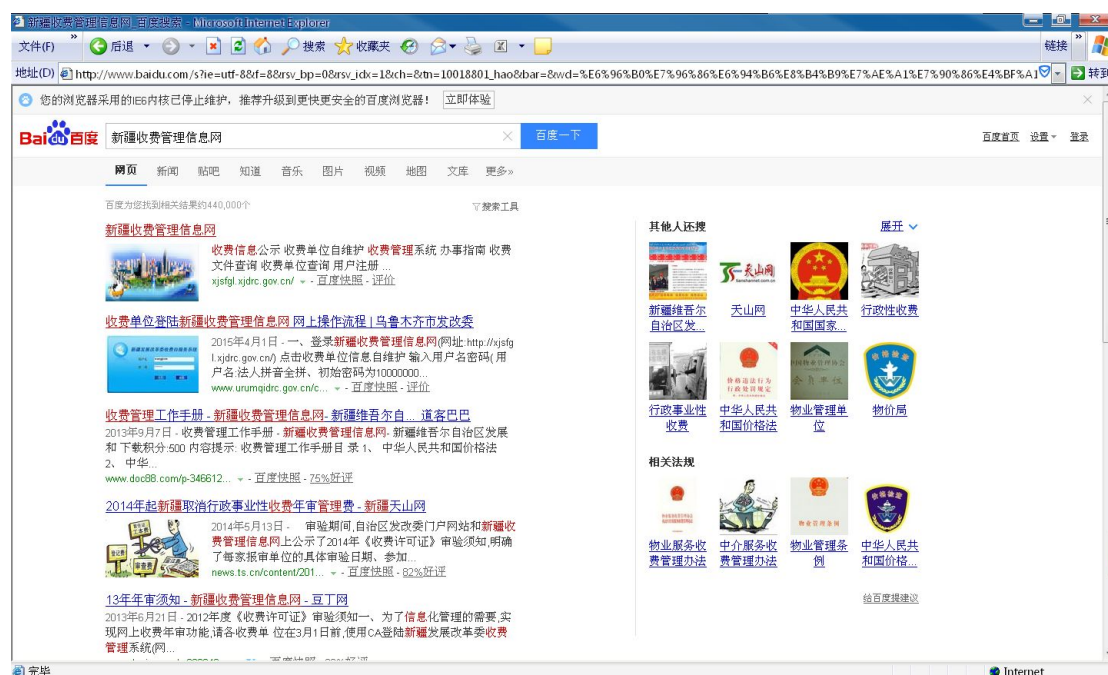 新疆收费管理信息网_百度搜索 - Microsoft Internet Explorer
文件(F) » 后退 搜索 收藏夹 链接 »
地址(D) http://www.baidu.com/s?ie=utf-8&f=8&rsv_bp=0&rsv_idx=1&ch=&tn=10018801_hao&bar=&wd=%E6%96%B0%E7%96%86%E6%94%B6%E8%B4%B9%E7%AE%A1%E7%90%86%E4%BF%A1 转到
您的浏览器采用的IE6内核已停止维护，推荐升级到更快更安全的百度浏览器！ 立即体验
Bai du 百度 新疆收费管理信息网 百度一下 百度首页 设置 登录
网页 新闻 贴吧 知道 音乐 图片 视频 地图 文库 更多»
百度为您找到相关结果约440,000个 搜索工具
新疆收费管理信息网
收费信息公示 收费单位自维护 收费管理系统 办事指南 收费
文件查询 收费单位查询 用户注册 ...
xjsfgl.xjdrc.gov.cn/ - 百度快照 - 评价
收费单位登陆新疆收费管理信息网 网上操作流程 | 乌鲁木齐市发改委
2015年4月1日 - 一、登录新疆收费管理信息网(网址:http://xjsfg
l.xjdrc.gov.cn/) 点击收费单位信息自维护 输入用户名密码( 用
户名:法人拼音全拼、初始密码为10000000...
www.urumqidrc.gov.cn/c... - 百度快照 - 评价
收费管理工作手册 - 新疆收费管理信息网- 新疆维吾尔自... 道客巴巴
2013年9月7日 - 收费管理工作手册 - 新疆收费管理信息网- 新疆维吾尔自治区发展
和 下载积分:500 内容提示: 收费管理工作手册目 录 1、 中华人民共和国价格法
2、 中华...
www.doc88.com/p-346612... - 百度快照 - 75%好评
2014年起新疆取消行政事业性收费年审管理费 - 新疆天山网
2014年5月13日 - 审验期间,自治区发改委门户网站和新疆收
费管理信息网上公示了2014年《收费许可证》审验须知,明确
了每家报审单位的具体审验日期、参加...
news.ts.cn/content/201... - 百度快照 - 82%好评
13年年审须知 - 新疆收费管理信息网 - 豆丁网
2013年6月21日 - 2012年度《收费许可证》审验须知一、为了信息化管理的需要,实
现网上收费年审功能,请各收费单 位在3月1日前,使用CA登陆新疆发展改革委收费
管理系统(网...
其他人还搜 展开
天山网
新疆维吾尔 天山网 中华人民共 行政性收费
自治区发... 和国国家...
行政事业性 中华人民共 物业管理单 物价局
收费 和国价格法 位
相关法规
物业管理条例
物业服务收 中介服务收 物业管理条 中华人民共
费管理办法 费管理办法 例 和国价格...
给百度提建议
完毕 Internet